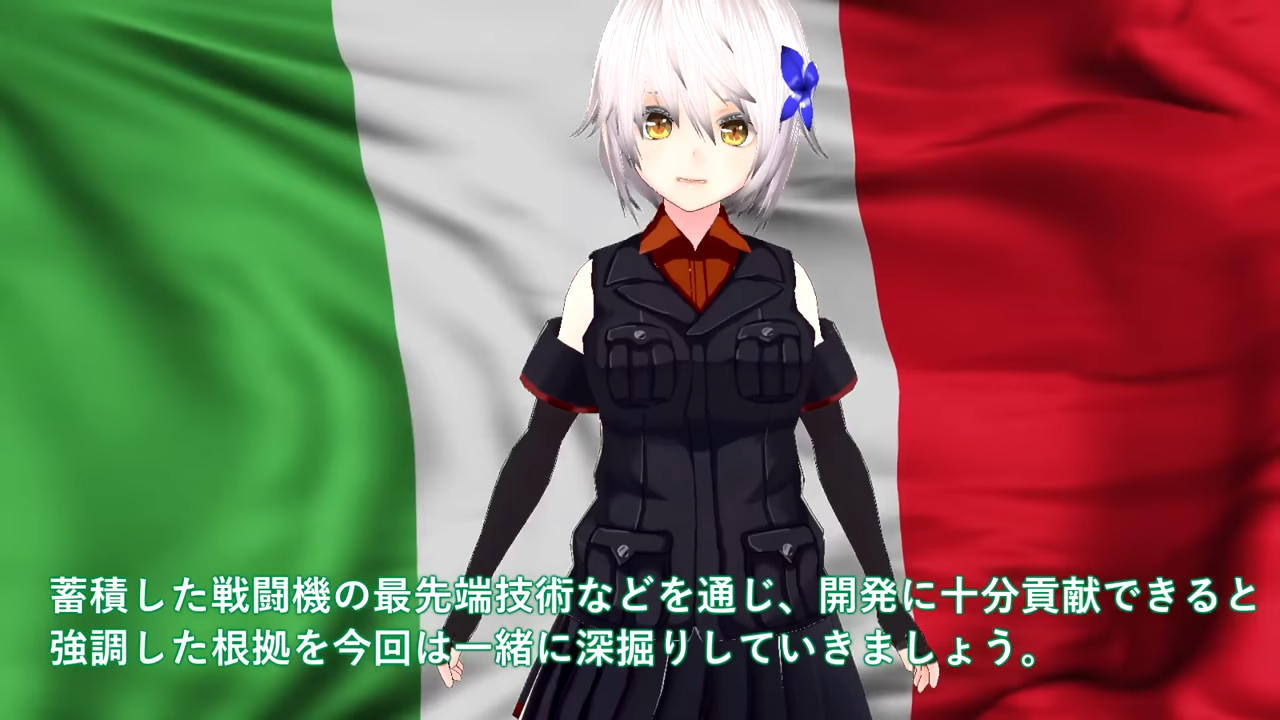 蓄積した戦闘機の最先端技術などを通じ、開発に十分貢献できると
強調した根拠を今回は一緒に深掘りしていきましょう。